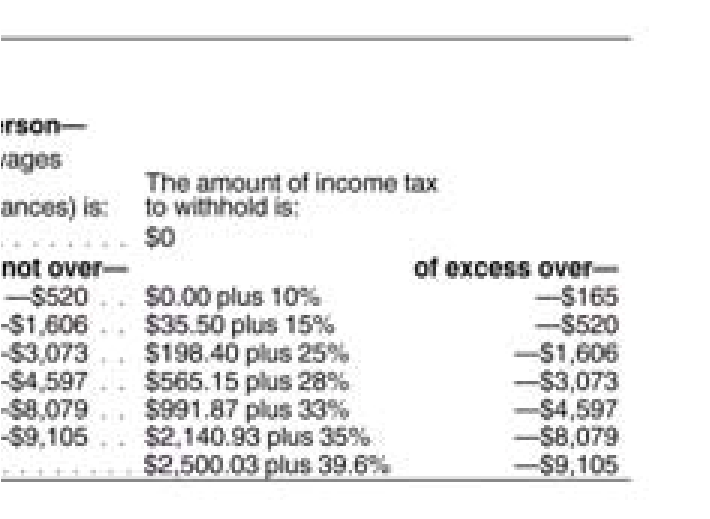 erson—
wages
The amount of income tax
ances) is: to withhold is:
. . . . . . . . $0
not over— of excess over—
—$520 . . $0.00 plus 10% —$165
-$1,606 . . $35.50 plus 15% —$520
-$3,073 . . $198.40 plus 25% —$1,606
-$4,597 . . $565.15 plus 28% —$3,073
-$8,079 . . $991.87 plus 33% —$4,597
-$9,105 . . $2,140.93 plus 35% —$8,079
. . . . . . . . . $2,500.03 plus 39.6% —$9,105